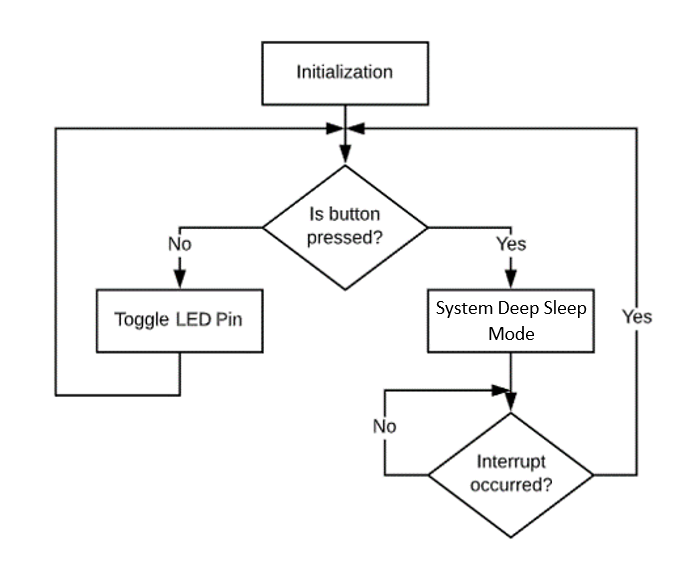 Initialization
Is button
pressed?
No
Yes
Toggle LED Pin
System Deep Sleep
Mode
Yes
No
Interrupt
occurred?